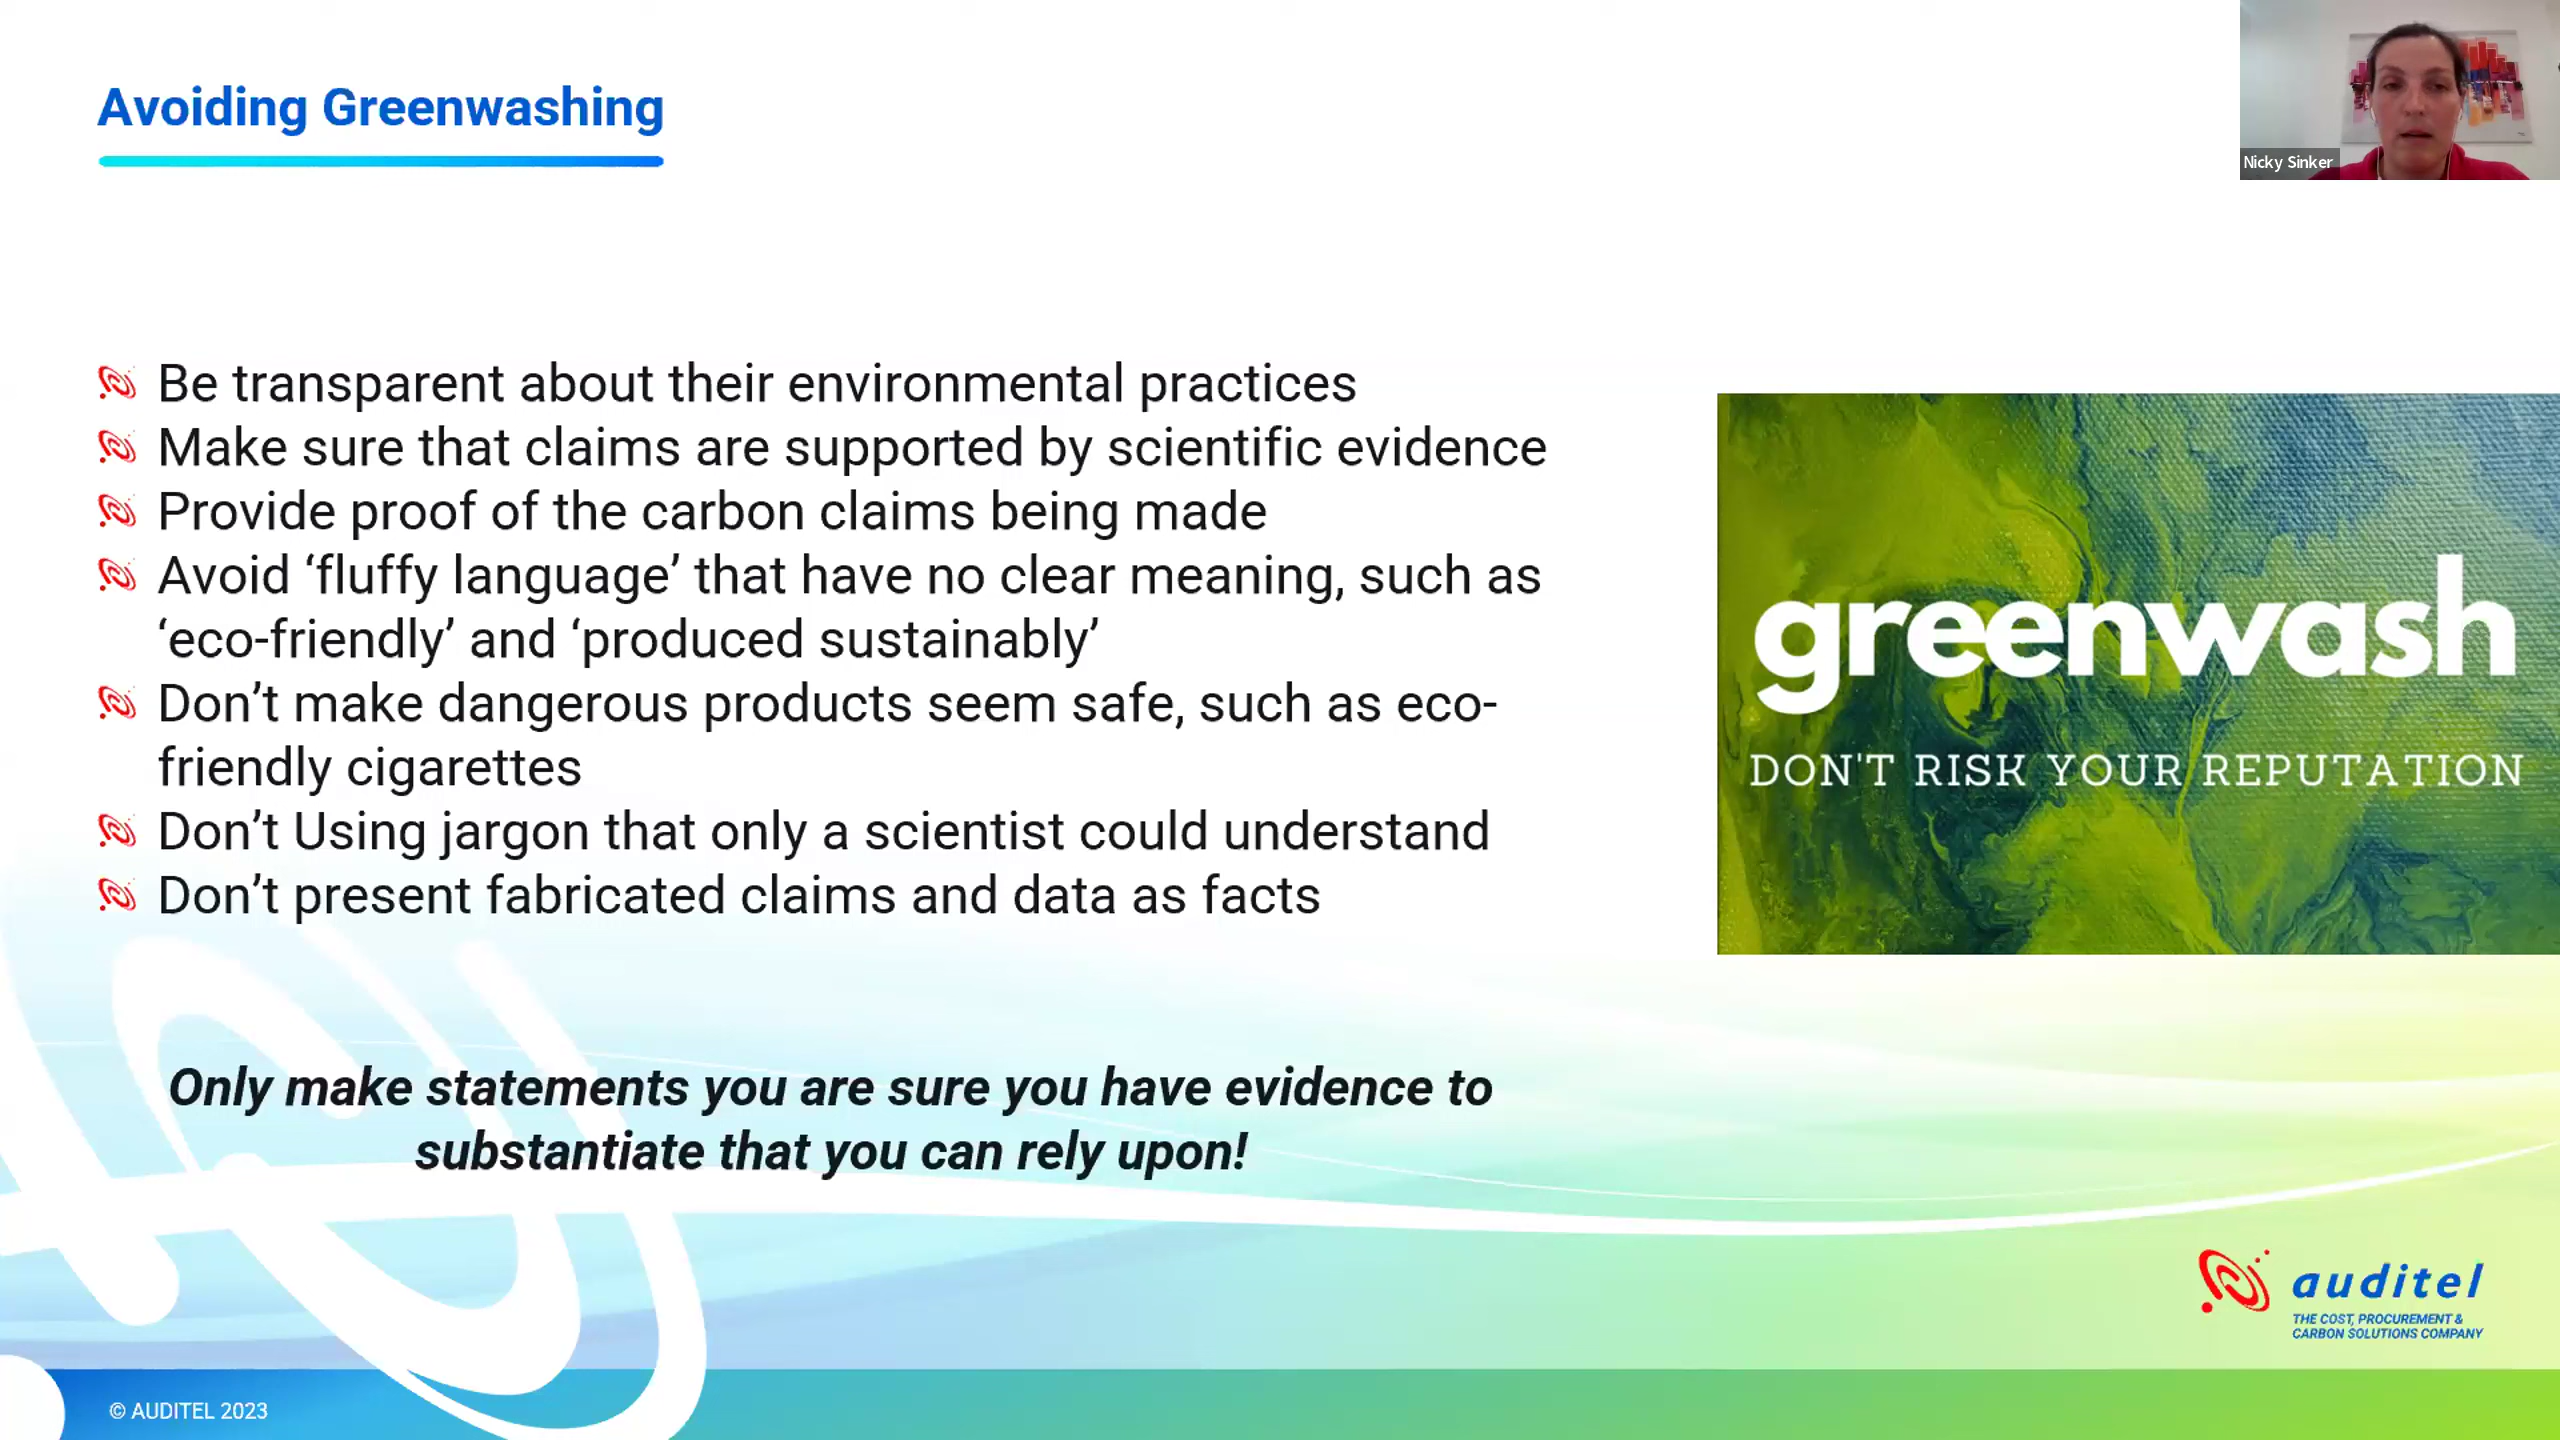 Avoiding Greenwashing
Nicky Sinker
Be transparent about their environmental practices
Make sure that claims are supported by scientific evidence
Provide proof of the carbon claims being made
Avoid ‘fluffy language’ that have no clear meaning, such as
‘eco-friendly’ and ‘produced sustainably’
Don’t make dangerous products seem safe, such as eco-
friendly cigarettes
Don’t Using jargon that only a scientist could understand
Don’t present fabricated claims and data as facts
greenwash
DON'T RISK YOUR REPUTATION
Only make statements you are sure you have evidence to
substantiate that you can rely upon!
auditel
THE COST, PROCUREMENT &
CARBON SOLUTIONS COMPANY
© AUDITEL 2023